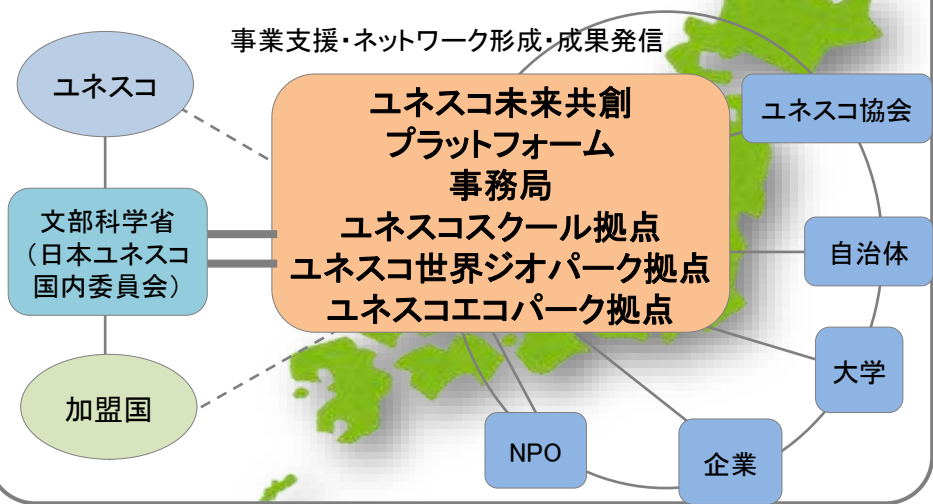 事業支援・ネットワーク形成・成果発信
ユネスコ
ユネスコ未来共創
プラットフォーム
事務局
ユネスコスクール拠点
ユネスコ世界ジオパーク拠点
ユネスコエコパーク拠点
ユネスコ協会
文部科学省
（日本ユネスコ
国内委員会）
自治体
大学
加盟国
NPO
企業